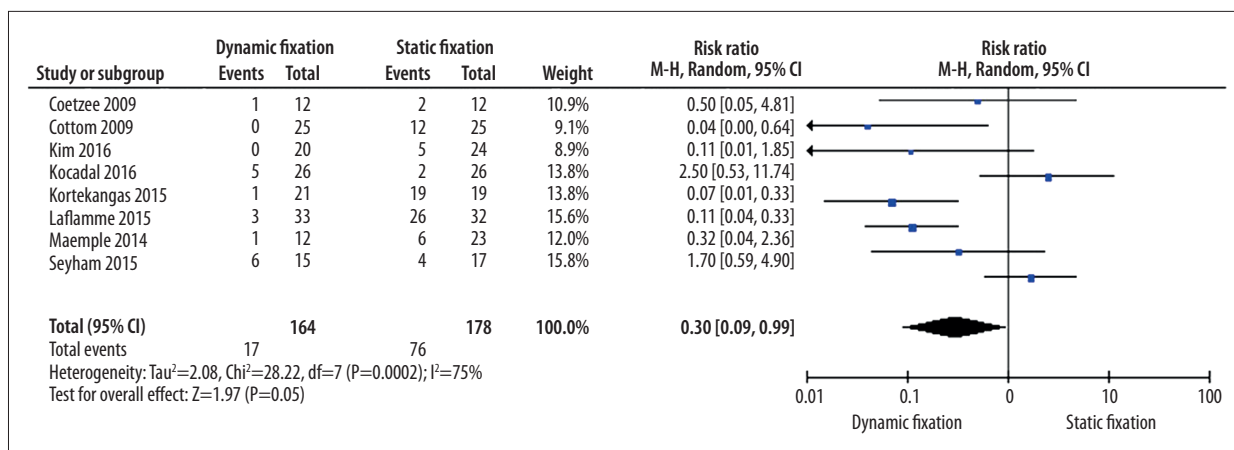 Dynamic fixation Static fixation Risk ratio Risk ratio
Study or subgroup Events Total Events Total Weight M-H, Random, 95% CI M-H, Random, 95% CI
Coetzee 2009 1 12 2 12 10.9% 0.50 [0.05, 4.81]
Cottom 2009 0 25 12 25 9.1% 0.04 [0.00, 0.64]
Kim 2016 0 20 5 24 8.9% 0.11 [0.01, 1.85]
Kocadal 2016 5 26 2 26 13.8% 2.50 [0.53, 11.74]
Kortekangas 2015 1 21 19 19 13.8% 0.07 [0.01, 0.33]
Laflamme 2015 3 33 26 32 15.6% 0.11 [0.04, 0.33]
Maemple 2014 1 12 6 23 12.0% 0.32 [0.04, 2.36]
Seyham 2015 6 15 4 17 15.8% 1.70 [0.59, 4.90]
Total (95% CI) 164 178 100.0% 0.30 [0.09, 0.99]
Total events 17 76
Heterogeneity: Tau²=2.08, Chi²=28.22, df=7 (P=0.0002); I²=75%
Test for overall effect: Z=1.97 (P=0.05)
0.01 0.1 0 10 100
Dynamic fixation Static fixation